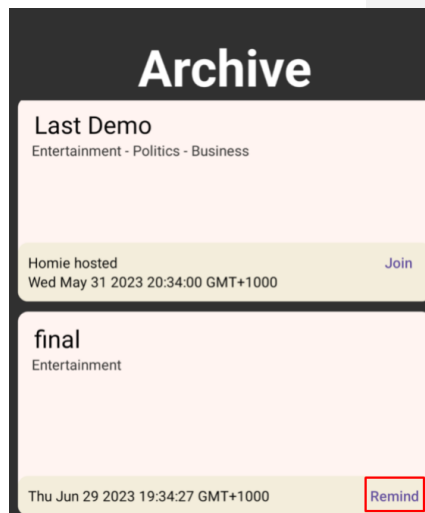 Archive
Last Demo
Entertainment - Politics - Business
Homie hosted
Join
Wed May 31 2023 20:34:00 GMT+1000
final
Entertainment
Thu Jun 29 2023 19:34:27 GMT+1000
Remind